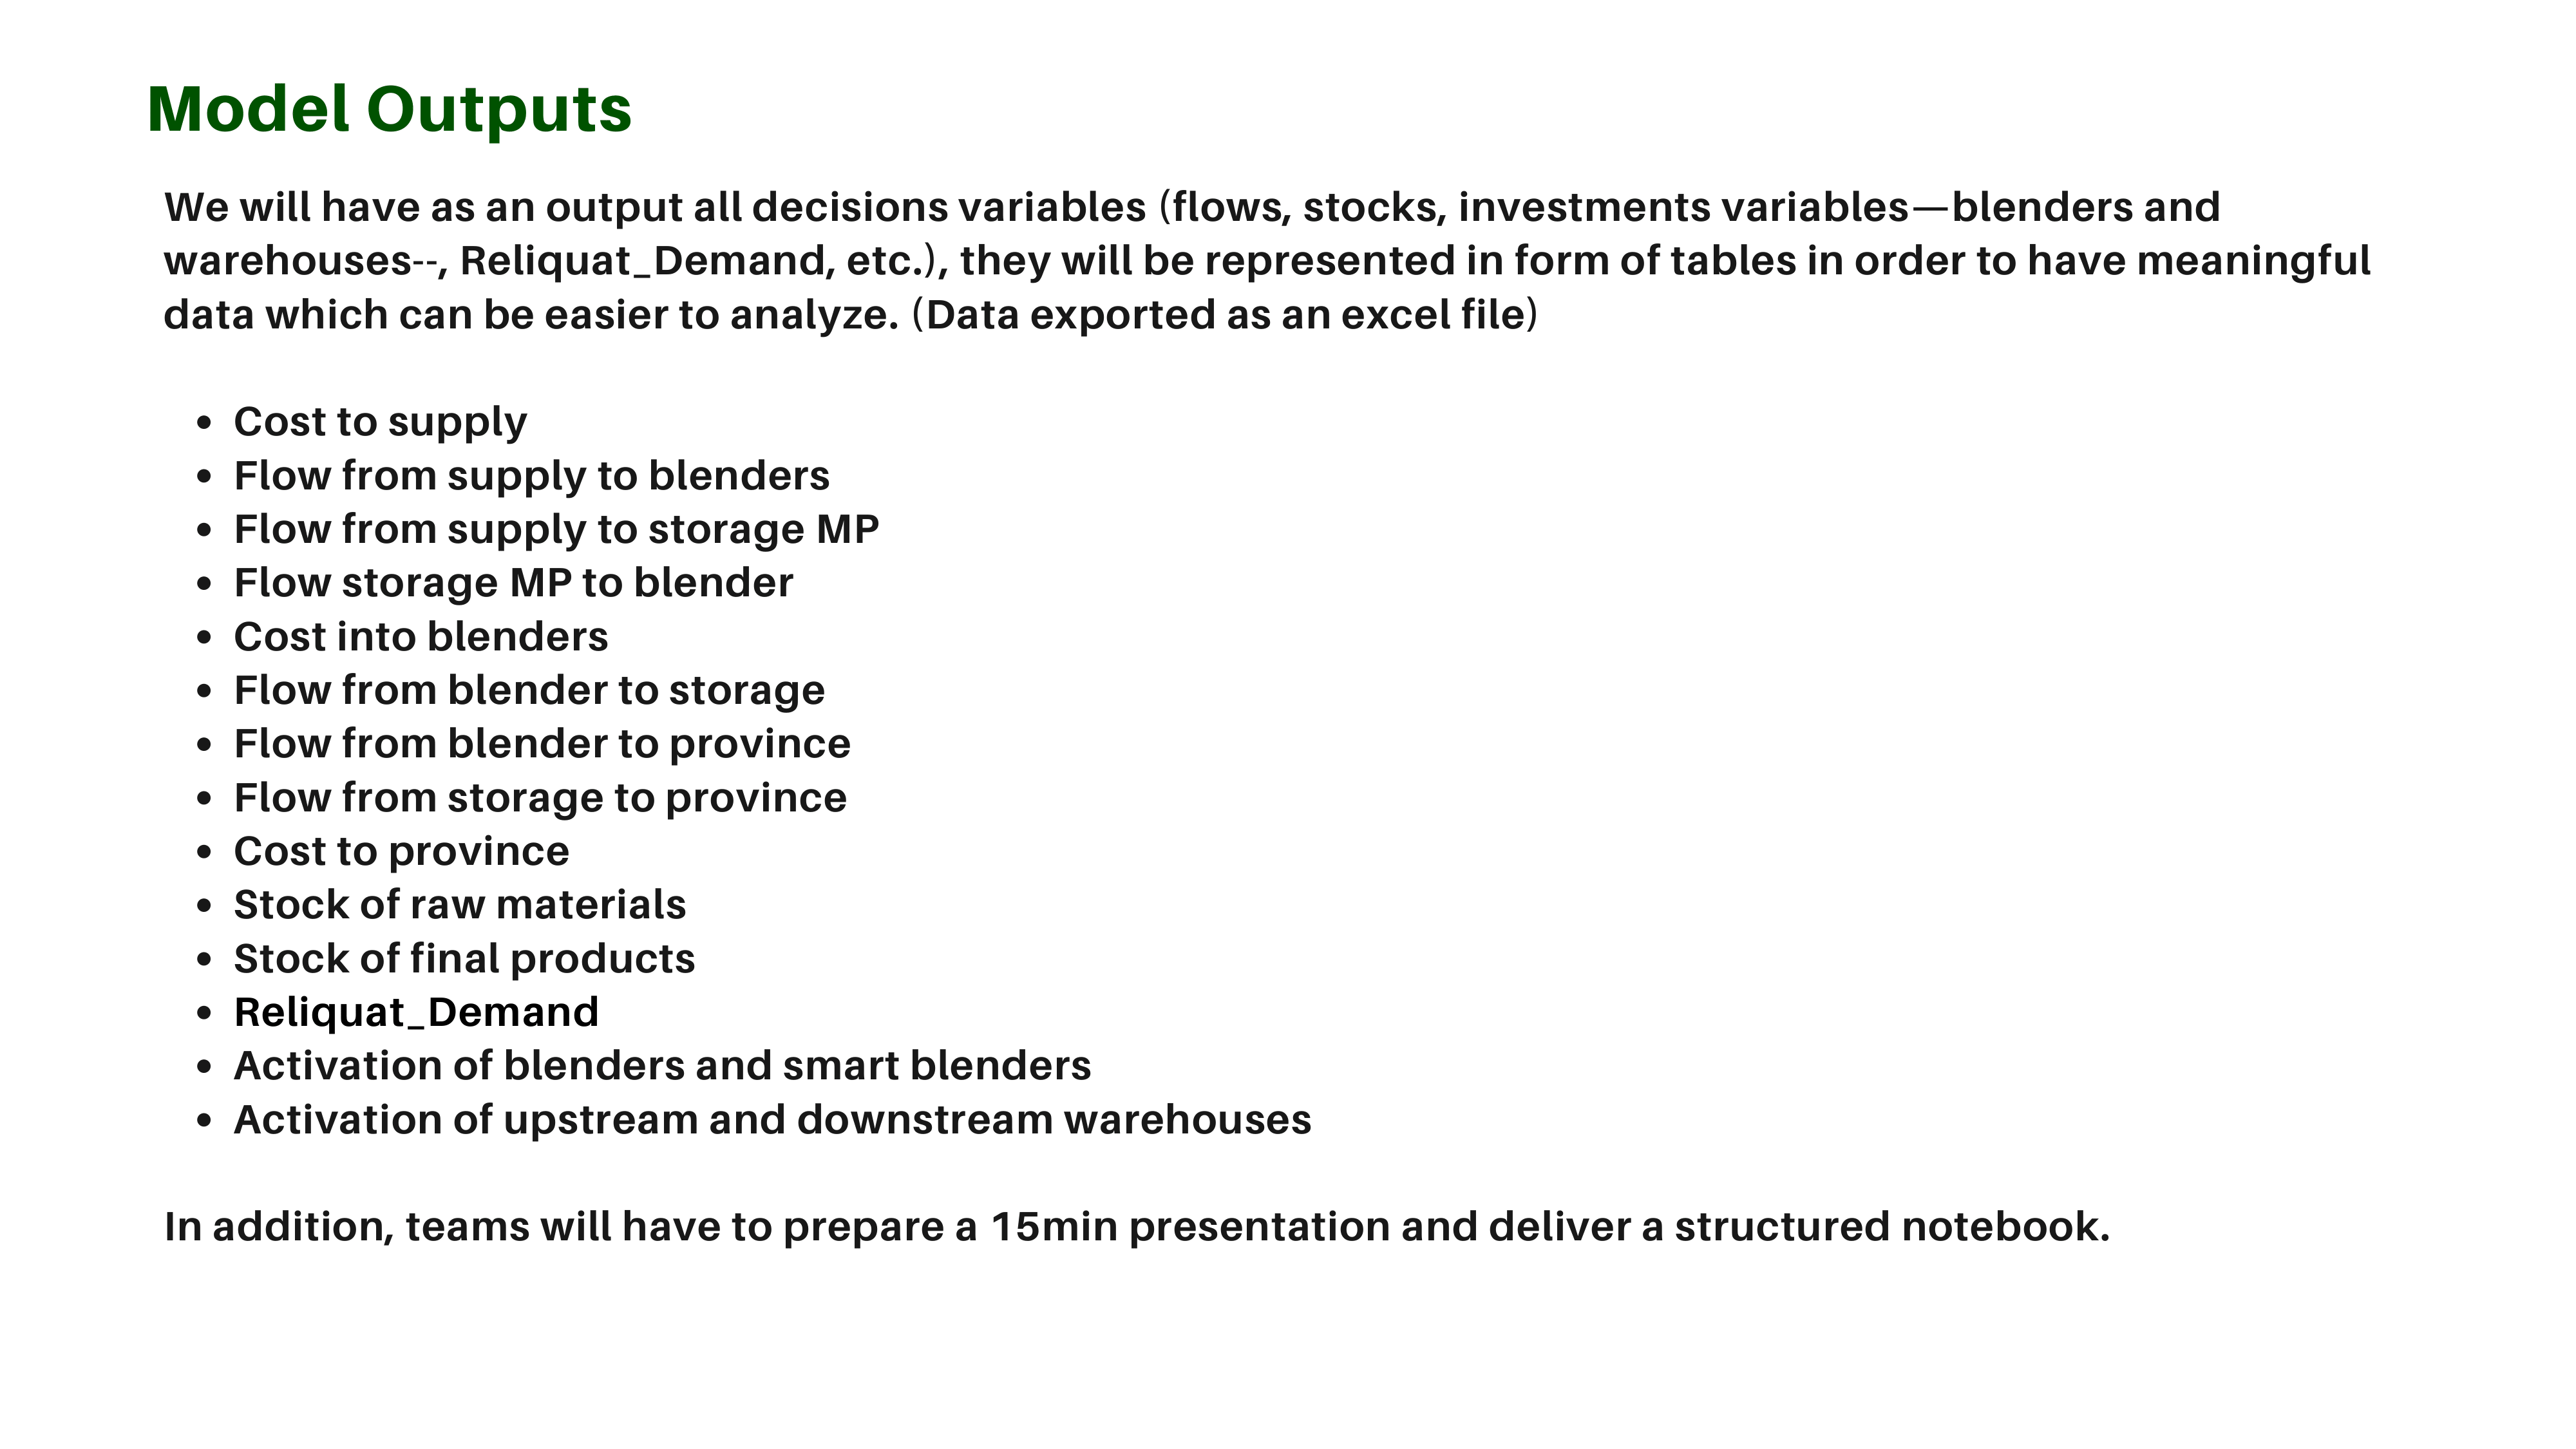 Model Outputs
We will have as an output all decisions variables (flows, stocks, investments variables—blenders and
warehouses--, Reliquat_Demand, etc.), they will be represented in form of tables in order to have meaningful
data which can be easier to analyze. (Data exported as an excel file)
• Cost to supply
• Flow from supply to blenders
• Flow from supply to storage MP
• Flow storage MP to blender
• Cost into blenders
• Flow from blender to storage
• Flow from blender to province
• Flow from storage to province
• Cost to province
• Stock of raw materials
• Stock of final products
• Reliquat_Demand
• Activation of blenders and smart blenders
• Activation of upstream and downstream warehouses
In addition, teams will have to prepare a 15min presentation and deliver a structured notebook.